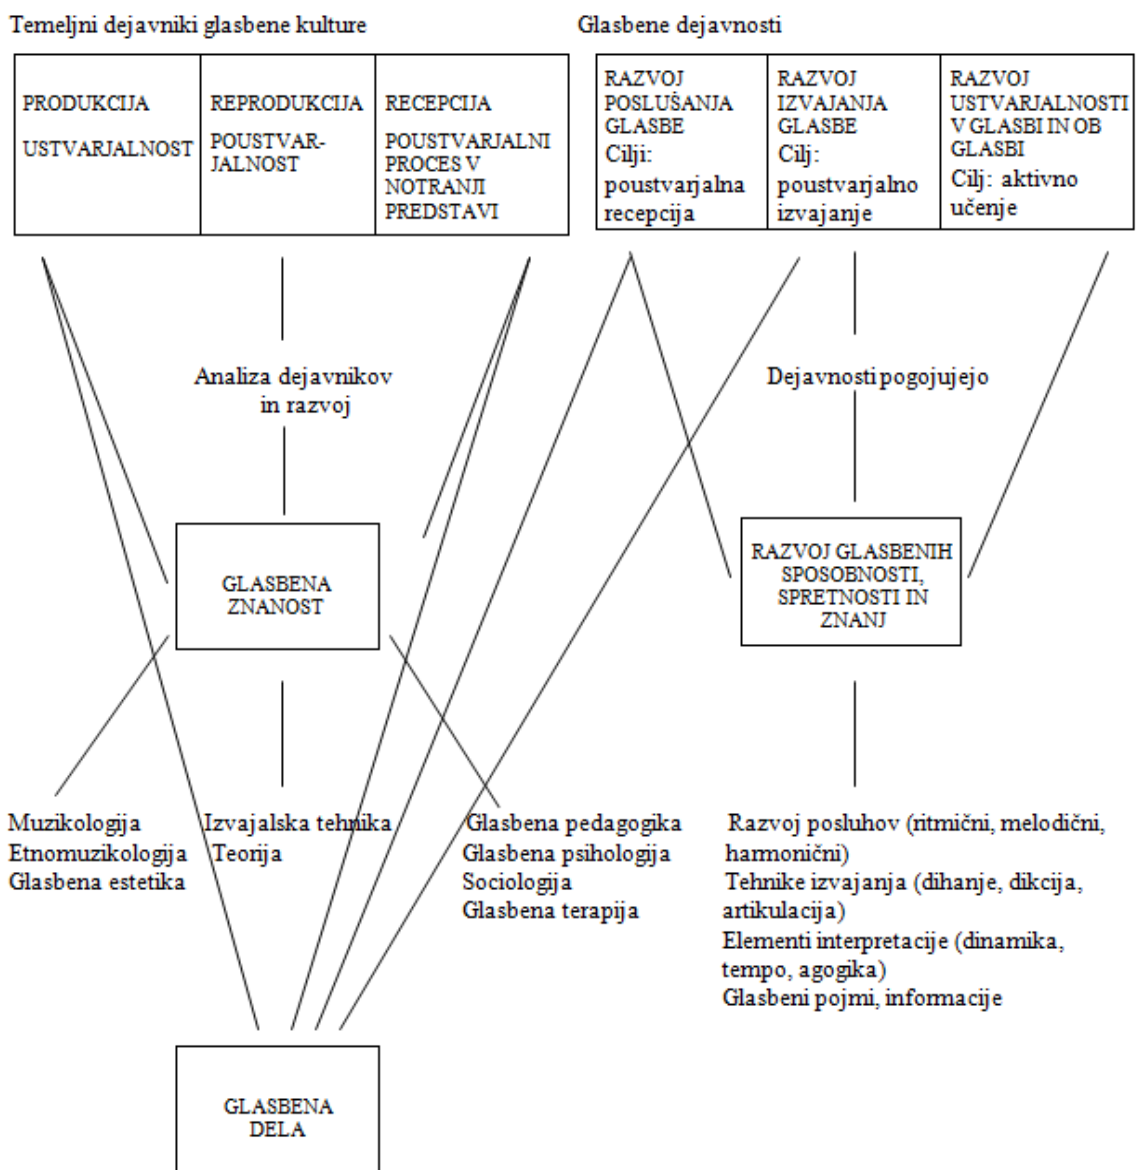 Temeljni dejavniki glasbene kulture
Glasbene dejavnosti
PRODUKCIJA
USTVARJALNOST
REPRODUKCIJA
POUSTVAR-
JALNOST
RECEPCIJA
POUSTVARJALNI
PROCES V
NOTRANJI
PREDSTAVI
RAZVOJ
POSLUŠANJA
GLASBE
Cilji:
poustvarjalna
recepcija
RAZVOJ
IZVAJANJA
GLASBE
Cilj:
poustvarjalno
izvajanje
RAZVOJ
USTVARJALNOSTI
V GLASBI IN OB
GLASBI
Cilj: aktivno
učenje
Analiza dejavnikov
in razvoj
Dejavnosti pogojujejo
GLASBENA
ZNANOST
RAZVOJ GLASBENIH
SPOSOBNOSTI,
SPRETNOSTI IN
ZNANJ
Muzikologija
Etnomuzikologija
Glasbena estetika
Izvajalska tehnika
Teorija
Glasbena pedagogika
Glasbena psihologija
Sociologija
Glasbena terapija
Razvoj posluhov (ritmični, melodični,
harmonični)
Tehnike izvajanja (dihanje, dikcija,
artikulacija)
Elementi interpretacije (dinamika,
tempo, agogika)
Glasbeni pojmi, informacije
GLASBENA
DELA